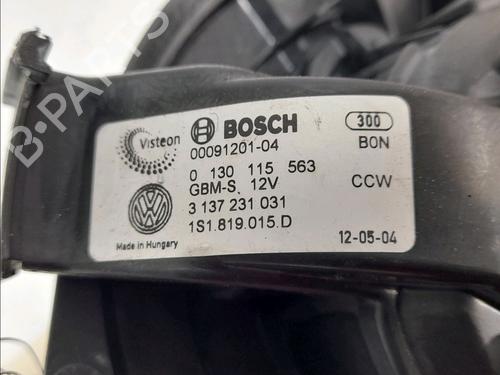 B-PARTS
Visteon
BOSCH
00091201-04
0 130 115 563
GBM-S, 12V
3 137 231 031
1S1.819.015.D
Made in Hungary
300
BON
CCW
12-05-04